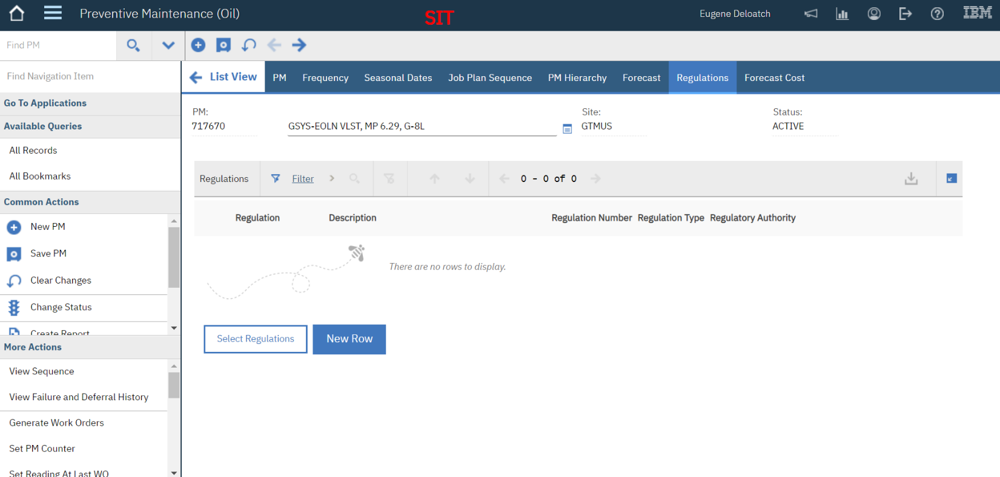 Preventive Maintenance (Oil)
SIT
Eugene Deloatch
IBM
Find PM
Find Navigation Item
Go To Applications
Available Queries
All Records
All Bookmarks
Common Actions
New PM
Save PM
Clear Changes
Change Status
Create Report
More Actions
View Sequence
View Failure and Deferral History
Generate Work Orders
Set PM Counter
Set Reading At Last WO
List View PM Frequency Seasonal Dates Job Plan Sequence PM Hierarchy Forecast Regulations Forecast Cost
PM: Site: Status:
717670 GSYS-EOLN VLST, MP 6.29, G-8L GTMUS ACTIVE
Regulations Filter 0 - 0 of 0
Regulation Description Regulation Number Regulation Type Regulatory Authority
There are no rows to display.
Select Regulations New Row